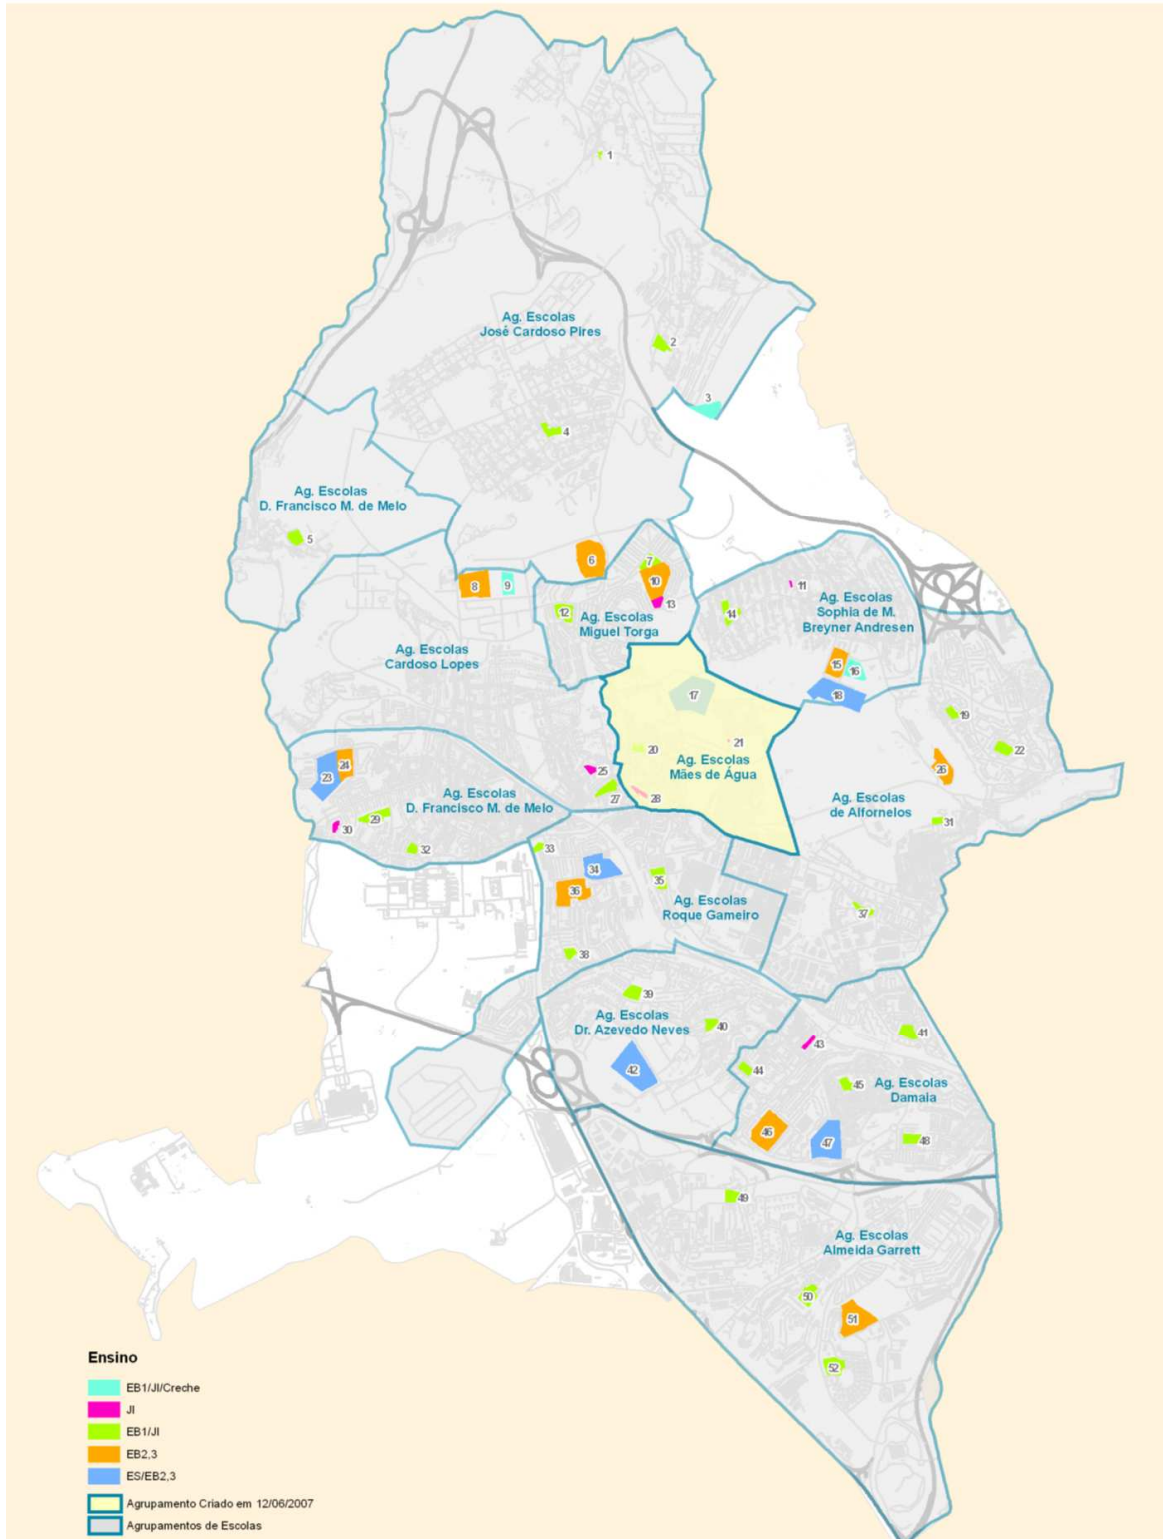 1
Ag. Escolas
José Cardoso Pires
2
3
4
Ag. Escolas
D. Francisco M. de Melo
5
6
7
8
9
10
11
12
13
14
Ag. Escolas
Sophia de M.
Breyner Andresen
Ag. Escolas
Miguel Torga
Ag. Escolas
Cardoso Lopes
15
16
17
18
19
20
21
22
Ag. Escolas
Mães de Água
23
24
25
26
27
28
Ag. Escolas
D. Francisco M. de Melo
Ag. Escolas
de Alfornelos
29
30
31
32
33
34
35
36
Ag. Escolas
Roque Gameiro
37
38
39
Ag. Escolas
Dr. Azevedo Neves
40
41
42
43
44
45
Ag. Escolas
Damaia
46
47
48
49
Ag. Escolas
Almeida Garrett
50
51
52
Ensino
EB1/JI/Creche
JI
EB1/JI
EB2,3
ES/EB2,3
Agrupamento Criado em 12/06/2007
Agrupamentos de Escolas